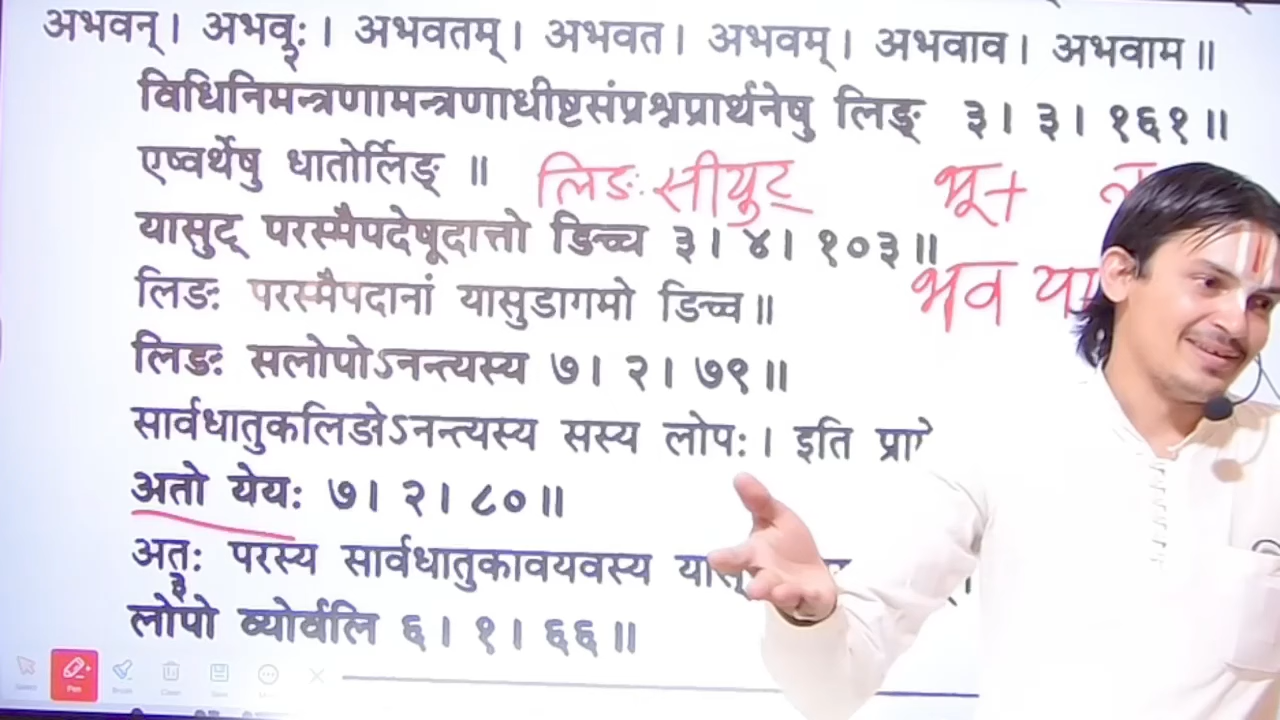 अभवन्। अभवः। अभवतम्। अभवत। अभवम्। अभवाव। अभवाम॥
विधिनिमन्त्रणामन्त्रणाधीष्टसंप्रश्नप्रार्थनेषु लिङ् ३। ३। १६१॥
एष्वर्थेषु धातोर्लिङ्॥
लिङः सीयुट्
भू+
यासुट् परस्मैपदेषूदात्तो ङिच्च ३। ४। १०३॥
लिङः परस्मैपदानां यासुडागमो ङिच्च॥
भव या
लिङः सलोपोऽनन्त्यस्य ७। २। ७९॥
सार्वधातुकलिङोऽनन्त्यस्य सस्य लोपः। इति
अतो येयः ७। २। ८०॥
अतः परस्य सार्वधातुकावयवस्य
३
लोपो व्योर्वलि ६। १। ६६॥
Pen